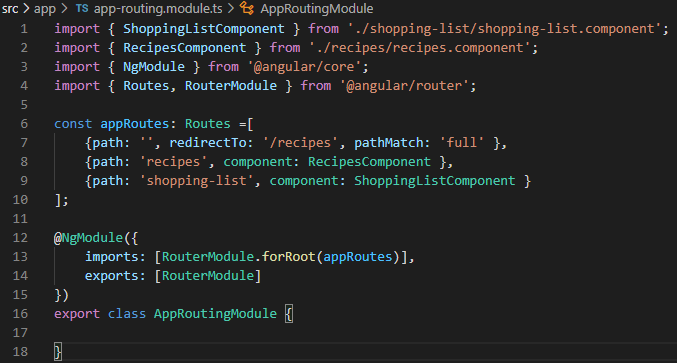 src > app > TS app-routing.module.ts > AppRoutingModule
1 import { ShoppingListComponent } from './shopping-list/shopping-list.component';
2 import { RecipesComponent } from './recipes/recipes.component';
3 import { NgModule } from '@angular/core';
4 import { Routes, RouterModule } from '@angular/router';
5
6 const appRoutes: Routes =[
7     {path: '', redirectTo: '/recipes', pathMatch: 'full' },
8     {path: 'recipes', component: RecipesComponent },
9     {path: 'shopping-list', component: ShoppingListComponent }
10 ];
11
12 @NgModule({
13     imports: [RouterModule.forRoot(appRoutes)],
14     exports: [RouterModule]
15 })
16 export class AppRoutingModule {
17
18 }